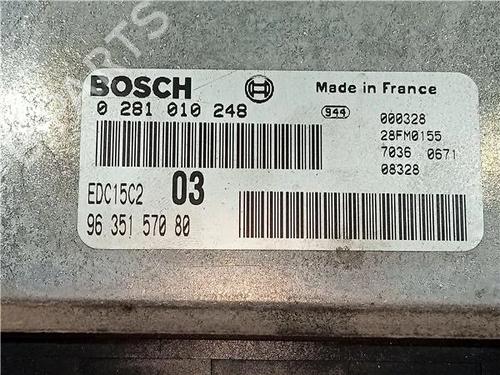 PARTS
BOSCH
Made in France
0 281 010 248
944
000328
28FM0155
7036 0671
08328
EDC15C2
03
96 351 570 80